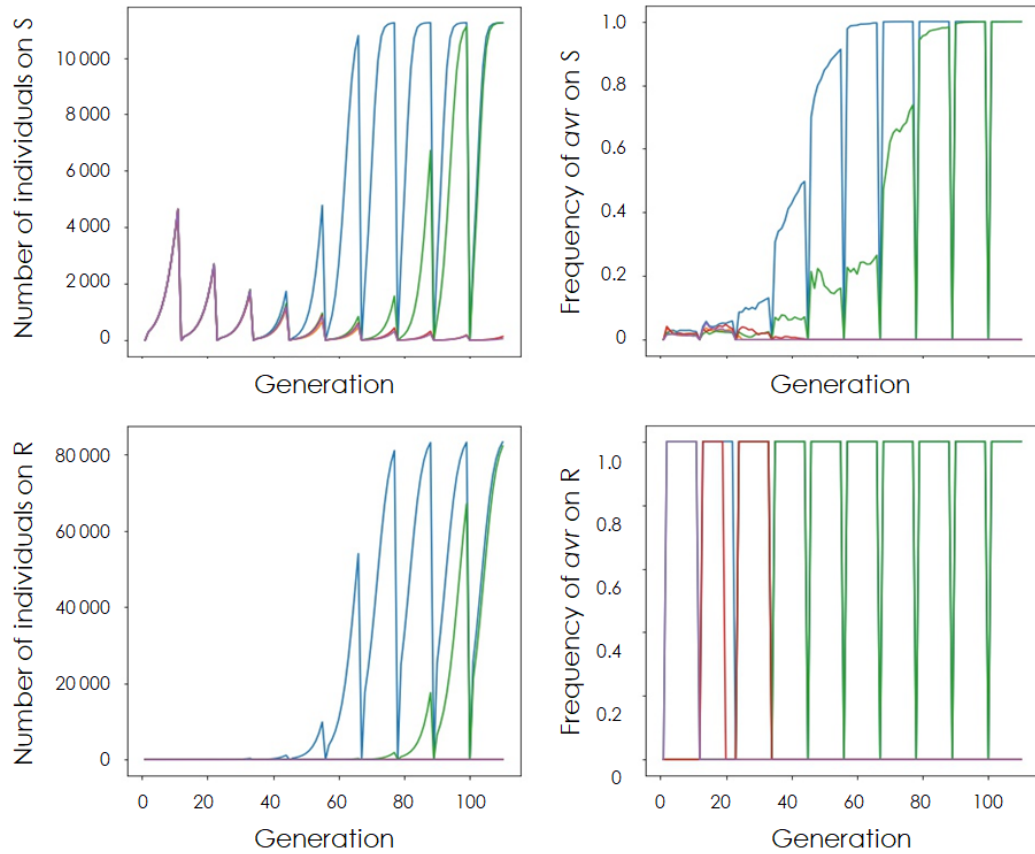 Number of individuals on S
10 000
8 000
6 000
4 000
2 000
0
Generation
Frequency of avr on S
1.0
0.8
0.6
0.4
0.2
0
Generation
Number of individuals on R
80 000
60 000
40 000
20 000
0
0 20 40 60 80 100
Generation
Frequency of avr on R
1.0
0.8
0.6
0.4
0.2
0
0 20 40 60 80 100
Generation